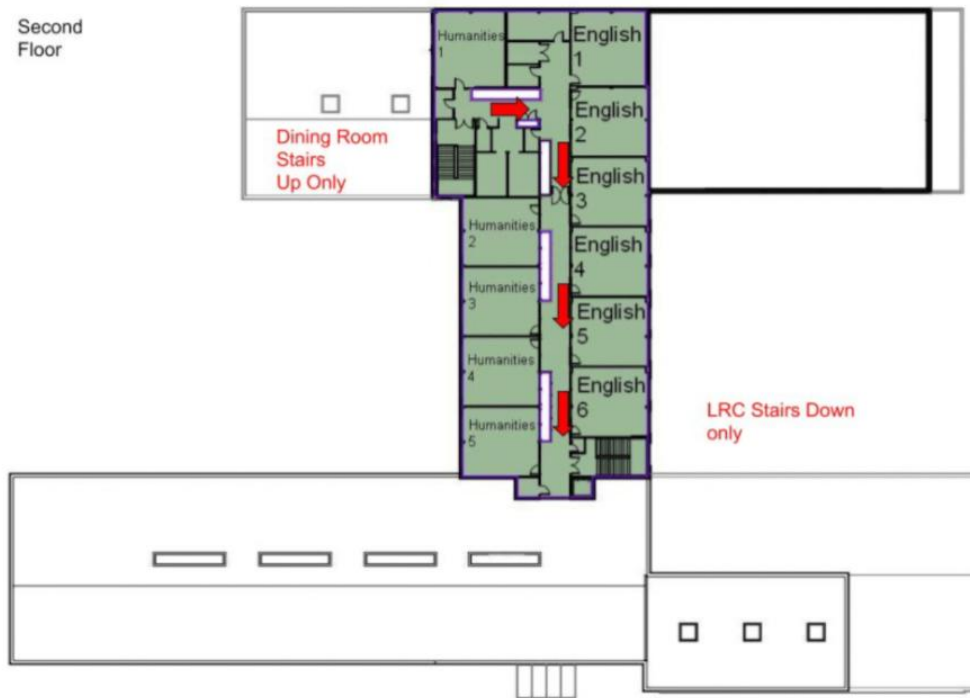 Second
Floor
Humanities
1
English
1
English
2
Dining Room
Stairs
Up Only
English
3
Humanities
2
English
4
Humanities
3
English
5
Humanities
4
English
6
LRC Stairs Down
only
Humanities
5